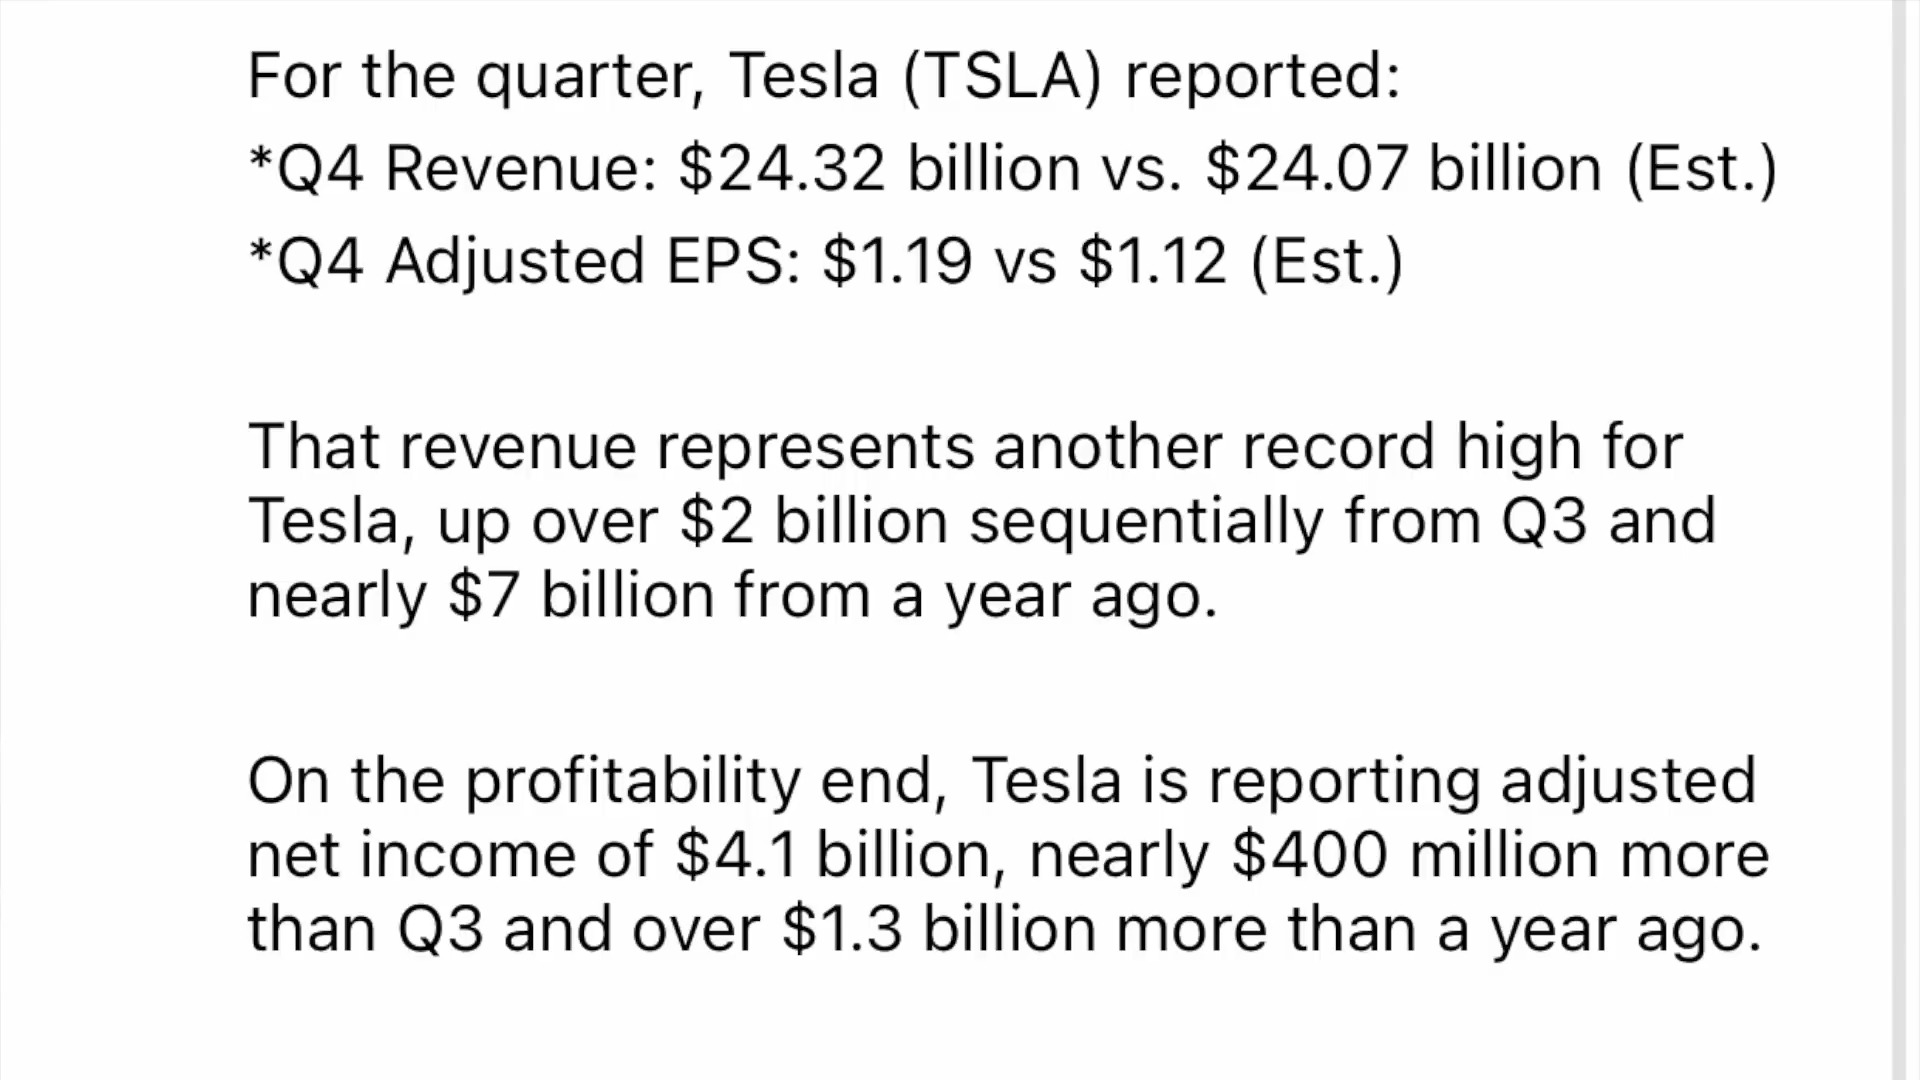 For the quarter, Tesla (TSLA) reported:
*Q4 Revenue: $24.32 billion vs. $24.07 billion (Est.)
*Q4 Adjusted EPS: $1.19 vs $1.12 (Est.)
That revenue represents another record high for
Tesla, up over $2 billion sequentially from Q3 and
nearly $7 billion from a year ago.
On the profitability end, Tesla is reporting adjusted
net income of $4.1 billion, nearly $400 million more
than Q3 and over $1.3 billion more than a year ago.